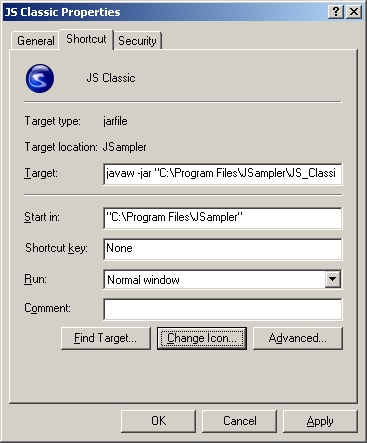 JS Classic Properties
General Shortcut Security
JS Classic
Target type: jarfile
Target location: JSampler
Target: javaw -jar "C:\Program Files\JSampler\JS_Classi
Start in: "C:\Program Files\JSampler"
Shortcut key: None
Run: Normal window
Comment:
Find Target... Change Icon... Advanced...
OK Cancel Apply